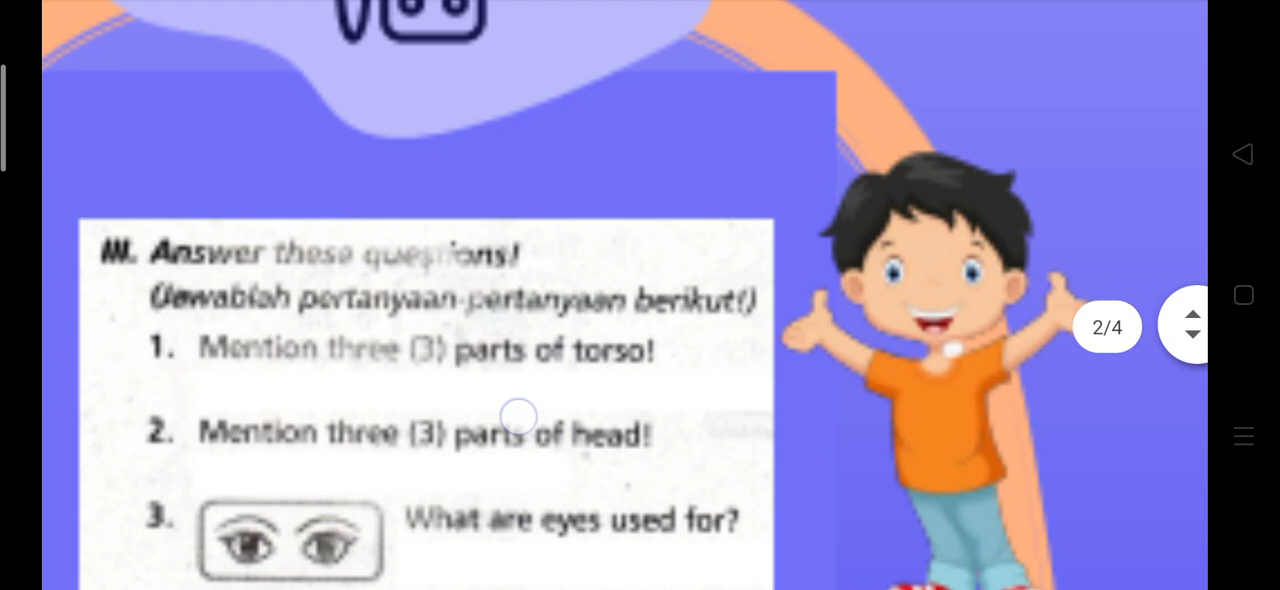 III. Answer these questions!
(Jawablah pertanyaan-pertanyaan berikut!)
1. Mention three (3) parts of torso!
2. Mention three (3) parts of head!
3. What are eyes used for?
2/4